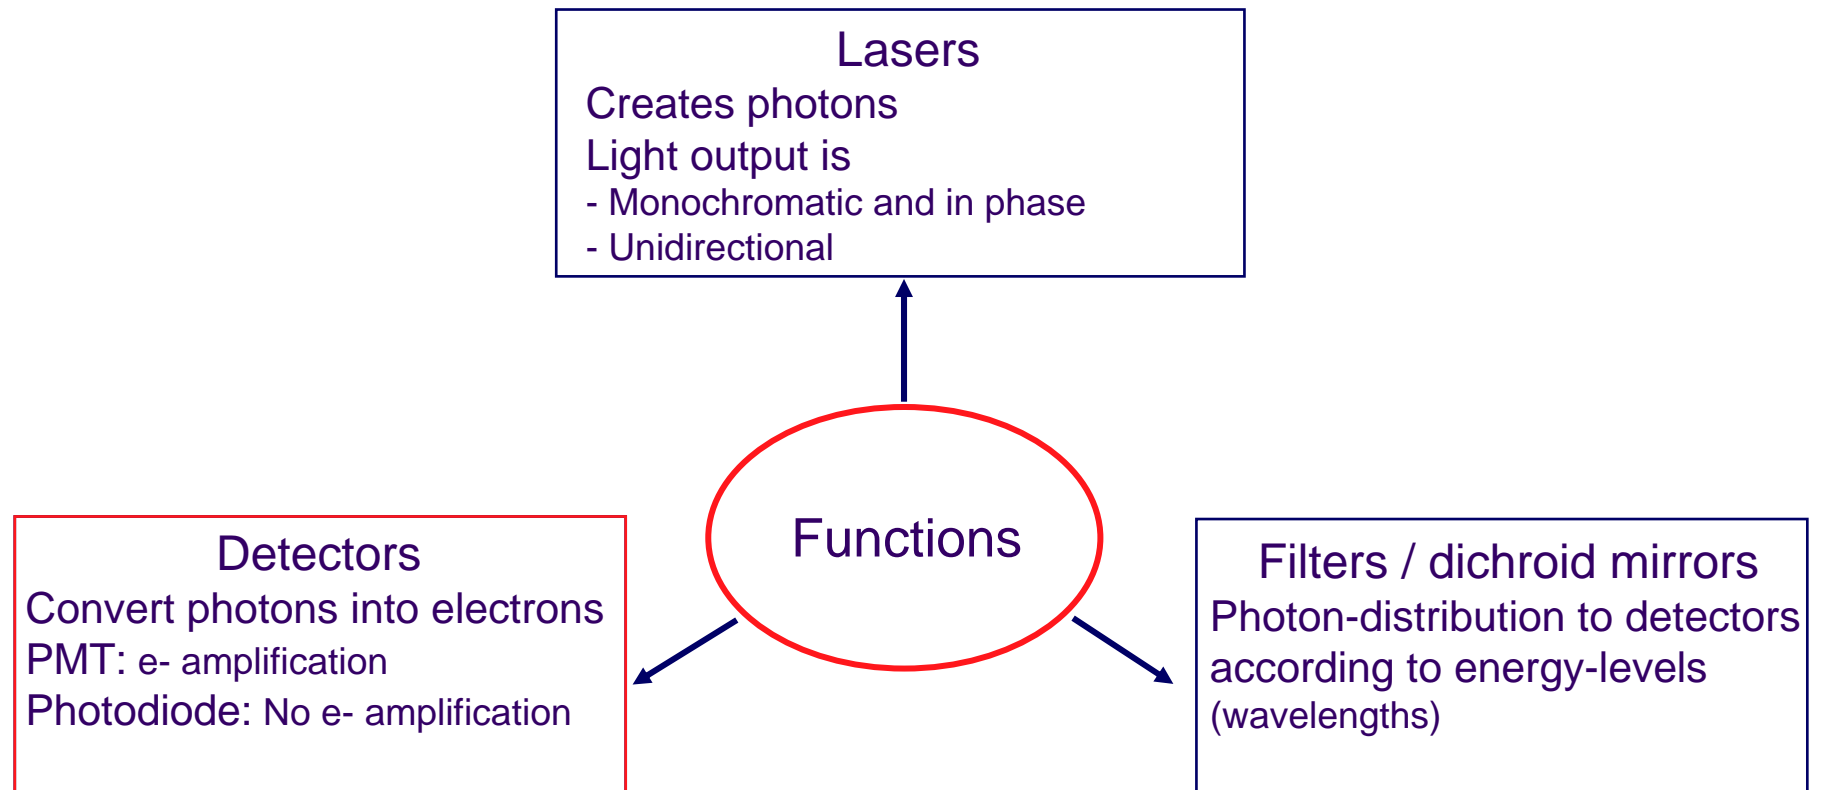 Lasers
Creates photons
Light output is
- Monochromatic and in phase
- Unidirectional
Functions
Detectors
Convert photons into electrons
PMT: e- amplification
Photodiode: No e- amplification
Filters / dichroid mirrors
Photon-distribution to detectors
according to energy-levels
(wavelengths)